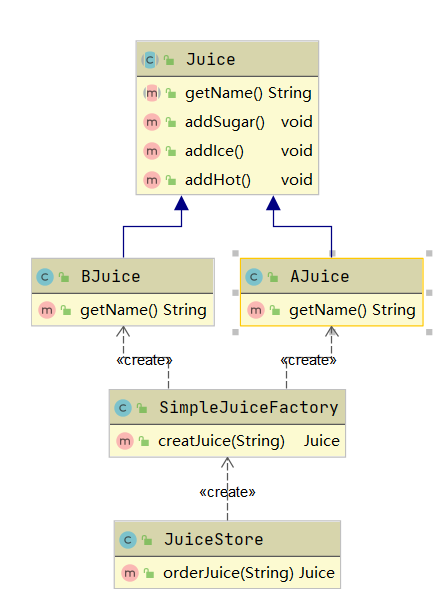 Juice
getName() String
addSugar() void
addIce() void
addHot() void
BJuice
getName() String
AJuice
getName() String
«create»
«create»
SimpleJuiceFactory
creatJuice(String) Juice
«create»
JuiceStore
orderJuice(String) Juice